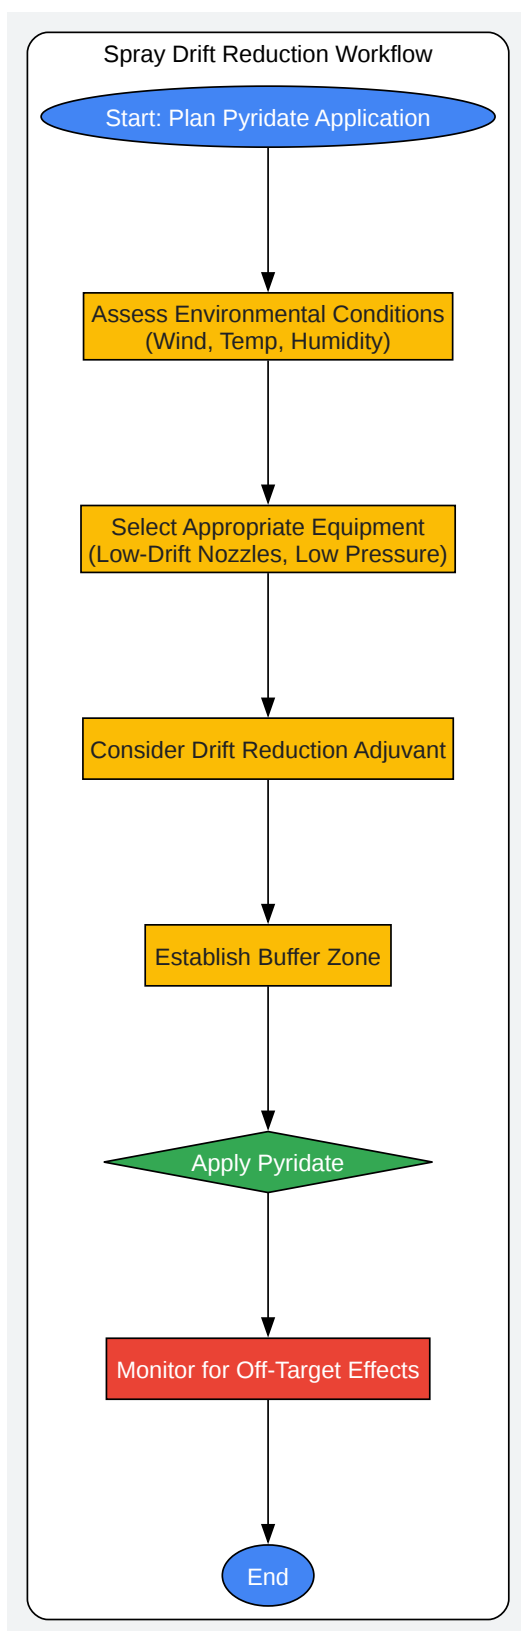 Spray Drift Reduction Workflow
Start: Plan Pyridate Application
Assess Environmental Conditions
(Wind, Temp, Humidity)
Select Appropriate Equipment
(Low-Drift Nozzles, Low Pressure)
Consider Drift Reduction Adjuvant
Establish Buffer Zone
Apply Pyridate
Monitor for Off-Target Effects
End